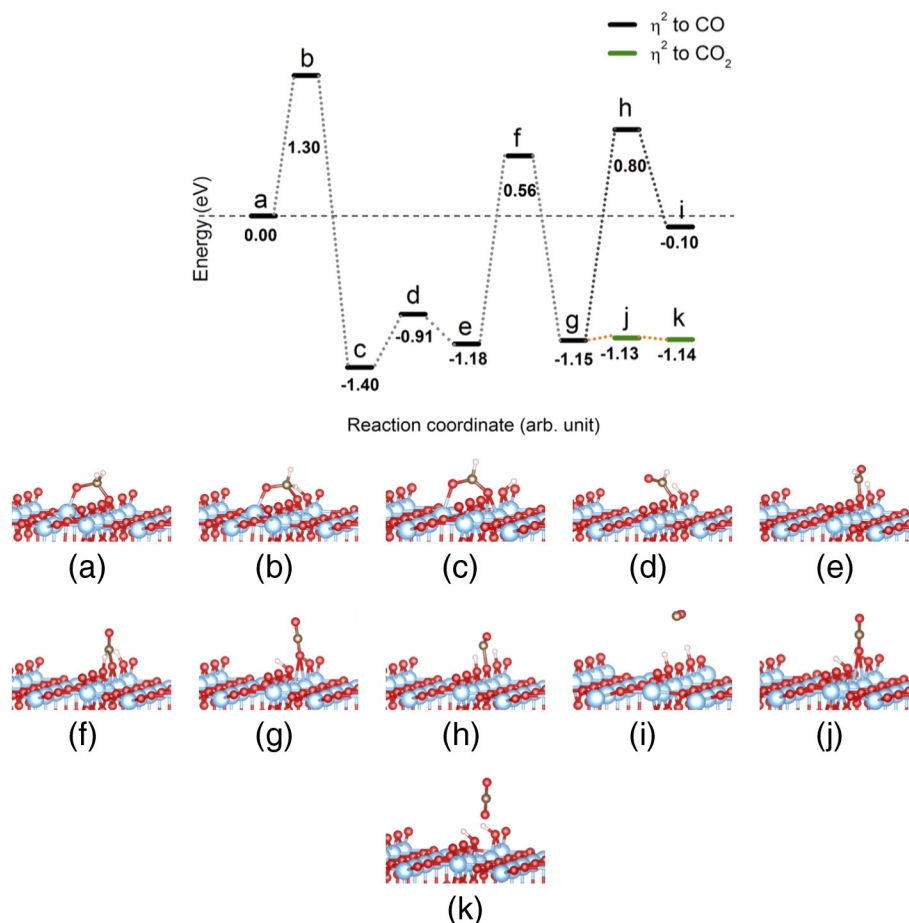 η² to CO
η² to CO₂
Energy (eV)
a
0.00
b
1.30
c
-1.40
d
-0.91
e
-1.18
f
0.56
g
-1.15
h
0.80
i
-0.10
j
-1.13
k
-1.14
Reaction coordinate (arb. unit)
(a) (b) (c) (d) (e)
(f) (g) (h) (i) (j)
(k)